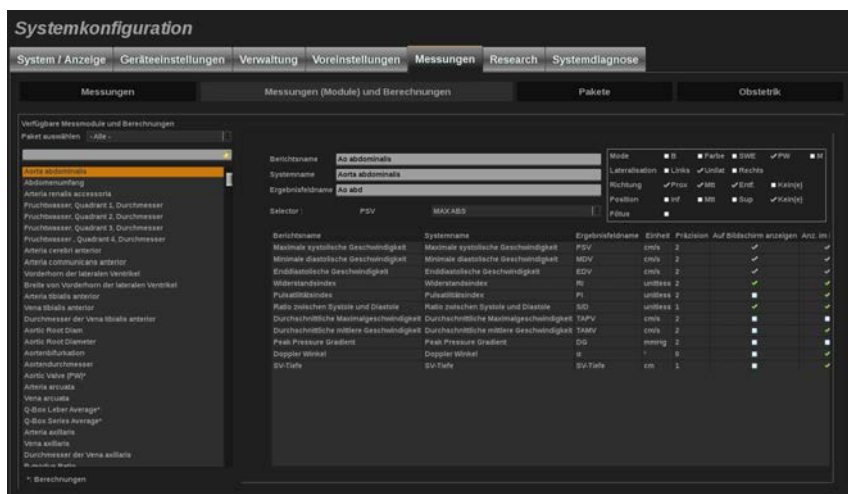 Systemkonfiguration
System / Anzeige Geräteeinstellungen Verwaltung Voreinstellungen Messungen Research Systemdiagnose
Messungen Messungen (Module) und Berechnungen Pakete Obstetrik
Verfügbare Messmodule und Berechnungen
Paket auswählen - Alle -
Aorta abdominalis
Abdomenumfang
Arteria renalis accessoria
Fruchtwasser, Quadrant 1, Durchmesser
Fruchtwasser, Quadrant 2, Durchmesser
Fruchtwasser, Quadrant 3, Durchmesser
Fruchtwasser , Quadrant 4, Durchmesser
Arteria cerebri anterior
Arteria communicans anterior
Vorderhorn der lateralen Ventrikel
Breite von Vorderhorn der lateralen Ventrikel
Arteria tibialis anterior
Vena tibialis anterior
Durchmesser der Vena tibialis anterior
Aortic Root Diam
Aortic Root Diameter
Aortenbifurkation
Aortendurchmesser
Aortic Valve (PW)*
Arteria arcuata
Vena arcuata
Q-Box Leber Average*
Q-Box Series Average*
Arteria axillaris
Vena axillaris
Durchmesser der Vena axillaris
B-modus Ratio
*: Berechnungen
Berichtsname Ao abdominalis
Systemname Aorta abdominalis
Ergebnisfeldname Ao abd
Selector : PSV MAX ABS
Mode B Farbe SWE PW M
Lateralisation Links Unilat Rechts
Richtung Prox Mitt Entf. Kein(e)
Position Inf Mitt Sup Kein(e)
Fötus
Berichtsname Systemname Ergebnisfeldname Einheit Präzision Auf Bildschirm anzeigen Anz. im
Maximale systolische Geschwindigkeit Maximale systolische Geschwindigkeit PSV cm/s 2
Minimale diastolische Geschwindigkeit Minimale diastolische Geschwindigkeit MDV cm/s 2
Enddiastolische Geschwindigkeit Enddiastolische Geschwindigkeit EDV cm/s 2
Widerstandsindex Widerstandsindex RI unitless 2
Pulsatilitätsindex Pulsatilitätsindex PI unitless 2
Ratio zwischen Systole und Diastole Ratio zwischen Systole und Diastole S/D unitless 1
Durchschnittliche Maximalgeschwindigkeit Durchschnittliche Maximalgeschwindigkeit TAPV cm/s 2
Durchschnittliche mittlere Geschwindigkeit Durchschnittliche mittlere Geschwindigkeit TAMV cm/s 2
Peak Pressure Gradient Peak Pressure Gradient DG mmHg 2
Doppler Winkel Doppler Winkel α ° 0
SV-Tiefe SV-Tiefe SV-Tiefe cm 1